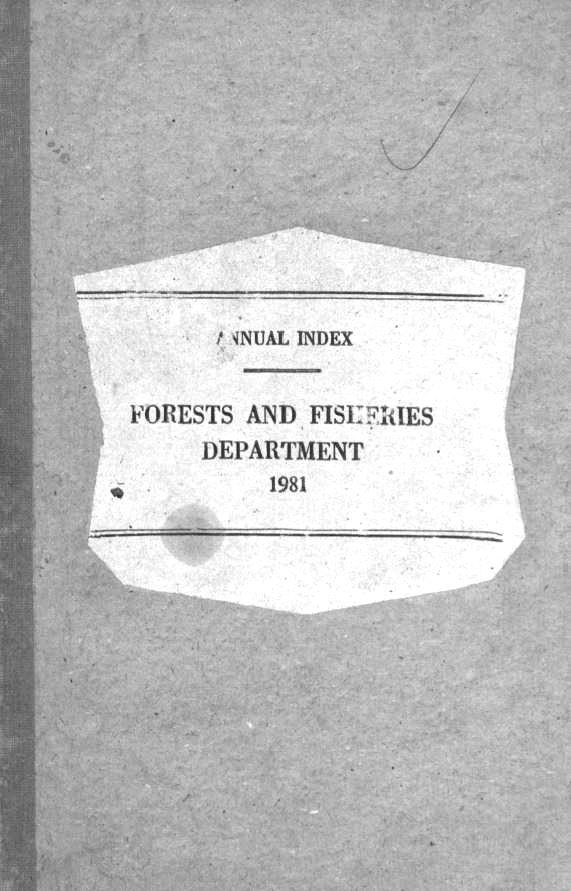 ANNUAL INDEX
FORESTS AND FISHERIES
DEPARTMENT
1981